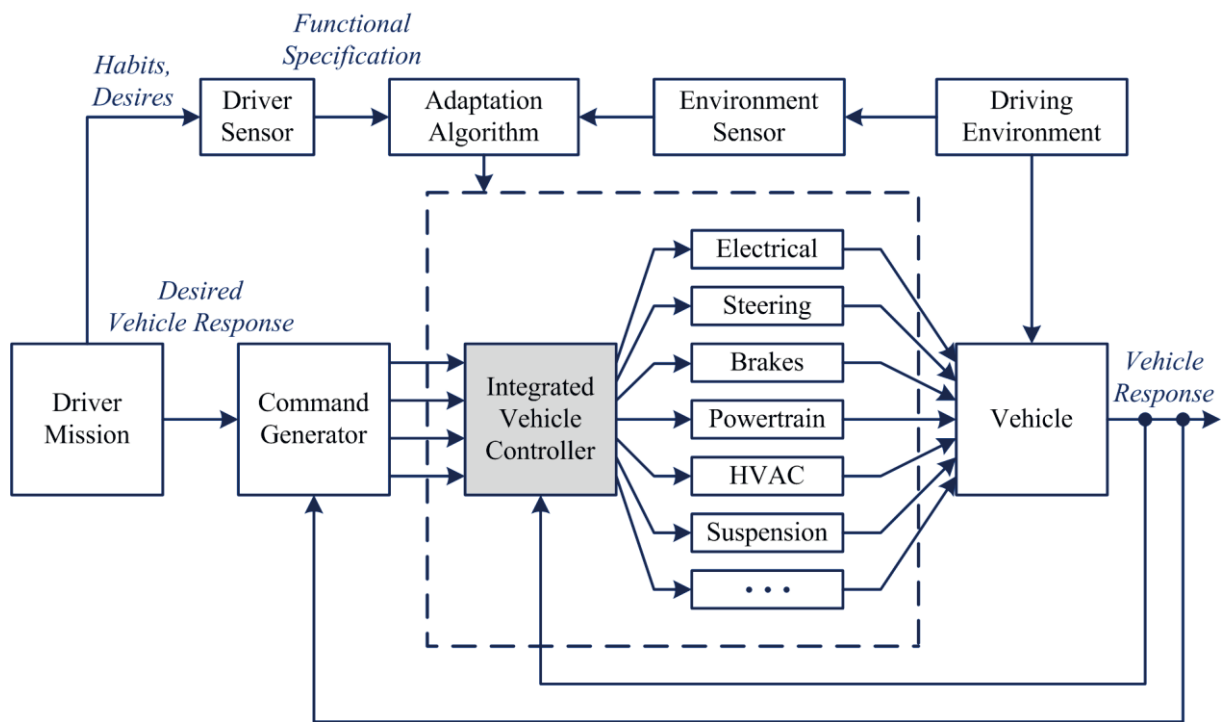 Functional
Specification
Habits,
Desires
Driver
Sensor
Adaptation
Algorithm
Environment
Sensor
Driving
Environment
Electrical
Steering
Brakes
Powertrain
HVAC
Suspension
• • •
Desired
Vehicle Response
Driver
Mission
Command
Generator
Integrated
Vehicle
Controller
Vehicle
Vehicle
Response